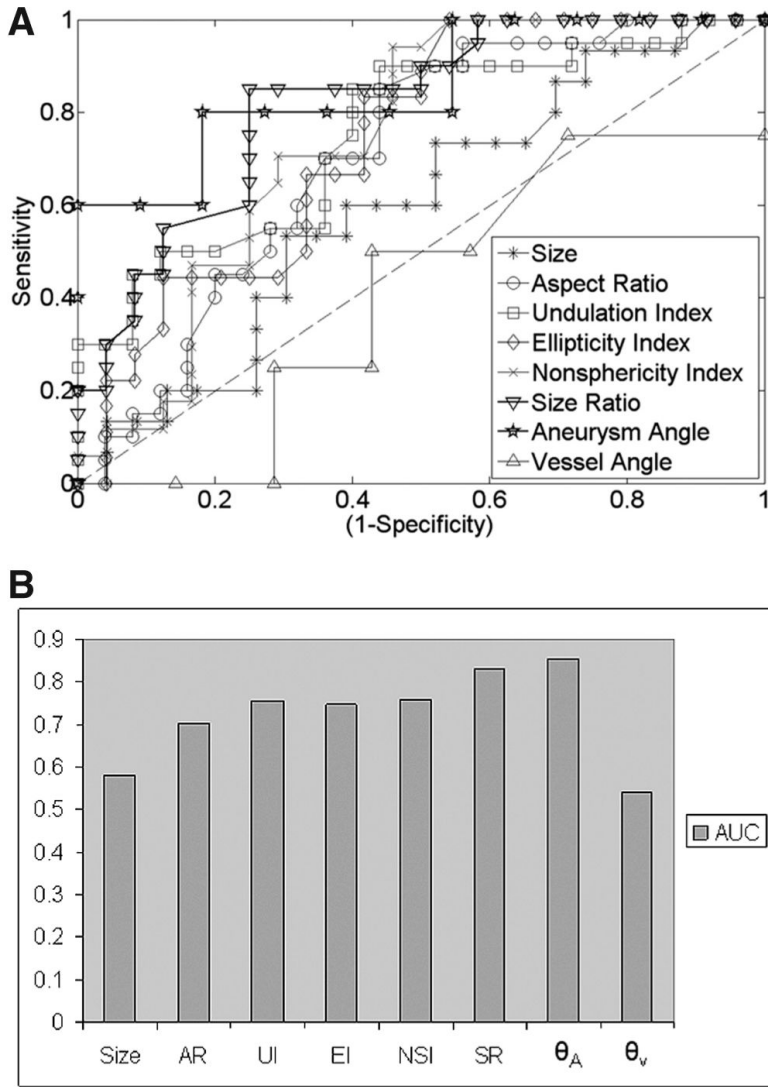 A
1
0.8
0.6
0.4
0.2
0
Sensitivity
0
0.2
0.4
0.6
0.8
1
(1-Specificity)
Size
Aspect Ratio
Undulation Index
Ellipticity Index
Nonsphericity Index
Size Ratio
Aneurysm Angle
Vessel Angle
B
0.9
0.8
0.7
0.6
0.5
0.4
0.3
0.2
0.1
0
Size AR UI EI NSI SR θA θv
AUC